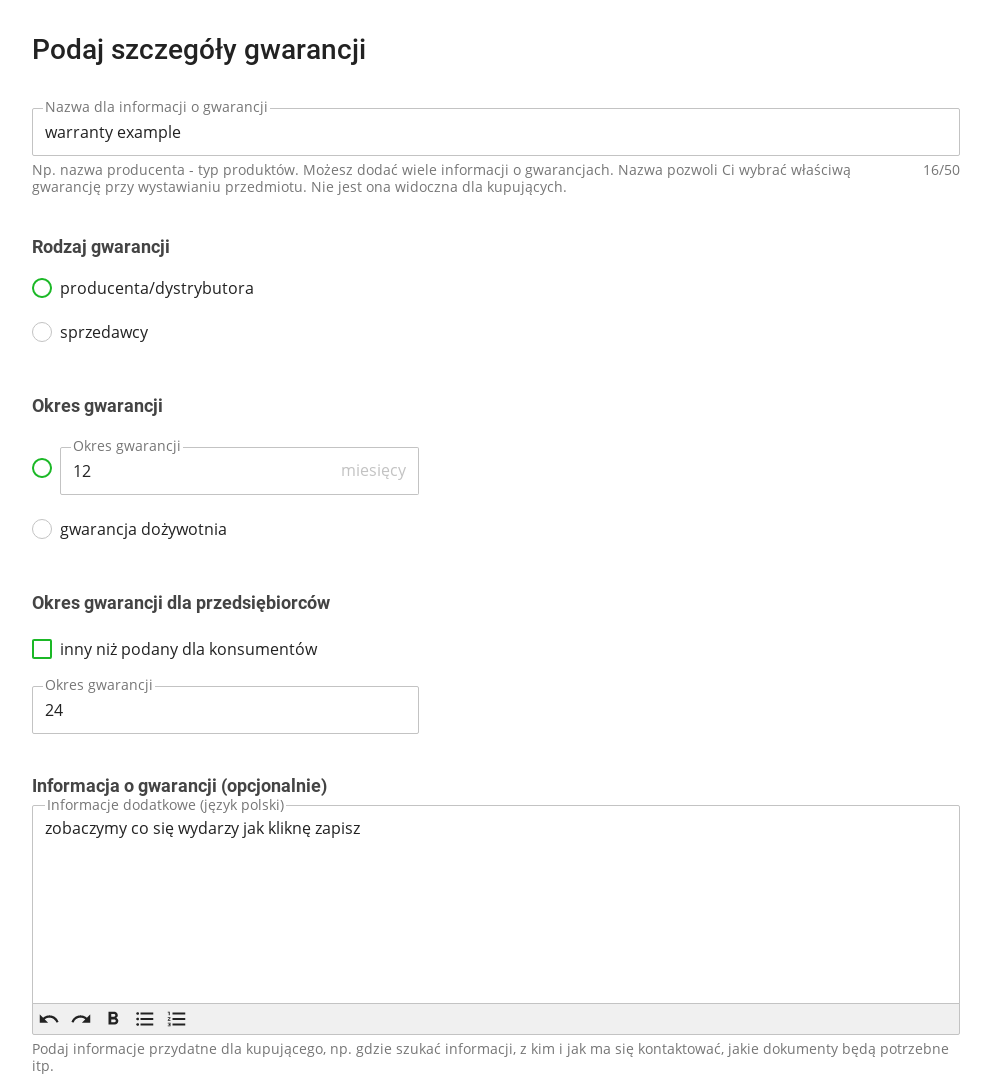 Podaj szczegóły gwarancji
Nazwa dla informacji o gwarancji
warranty example
Np. nazwa producenta - typ produktów. Możesz dodać wiele informacji o gwarancjach. Nazwa pozwoli Ci wybrać właściwą
gwarancję przy wystawianiu przedmiotu. Nie jest ona widoczna dla kupujących.
16/50
Rodzaj gwarancji
producenta/dystrybutora
sprzedawcy
Okres gwarancji
Okres gwarancji
12 miesięcy
gwarancja dożywotnia
Okres gwarancji dla przedsiębiorców
inny niż podany dla konsumentów
Okres gwarancji
24
Informacja o gwarancji (opcjonalnie)
Informacje dodatkowe (język polski)
zobaczymy co się wydarzy jak kliknę zapisz
B
Podaj informacje przydatne dla kupującego, np. gdzie szukać informacji, z kim i jak ma się kontaktować, jakie dokumenty będą potrzebne
itp.